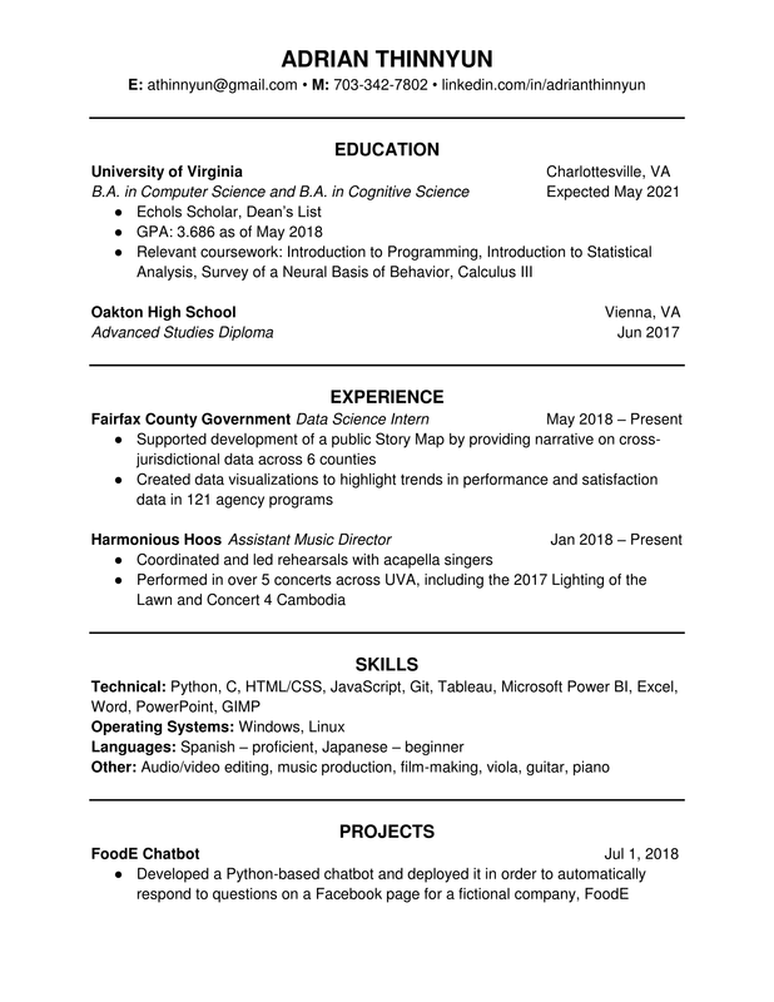 ADRIAN THINNYUN
E: athinnyun@gmail.com • M: 703-342-7802 • linkedin.com/in/adrianthinnyun
EDUCATION
University of Virginia Charlottesville, VA
B.A. in Computer Science and B.A. in Cognitive Science Expected May 2021
● Echols Scholar, Dean’s List
● GPA: 3.686 as of May 2018
● Relevant coursework: Introduction to Programming, Introduction to Statistical
Analysis, Survey of a Neural Basis of Behavior, Calculus III
Oakton High School Vienna, VA
Advanced Studies Diploma Jun 2017
EXPERIENCE
Fairfax County Government Data Science Intern May 2018 – Present
● Supported development of a public Story Map by providing narrative on cross-
jurisdictional data across 6 counties
● Created data visualizations to highlight trends in performance and satisfaction
data in 121 agency programs
Harmonious Hoos Assistant Music Director Jan 2018 – Present
● Coordinated and led rehearsals with acapella singers
● Performed in over 5 concerts across UVA, including the 2017 Lighting of the
Lawn and Concert 4 Cambodia
SKILLS
Technical: Python, C, HTML/CSS, JavaScript, Git, Tableau, Microsoft Power BI, Excel,
Word, PowerPoint, GIMP
Operating Systems: Windows, Linux
Languages: Spanish – proficient, Japanese – beginner
Other: Audio/video editing, music production, film-making, viola, guitar, piano
PROJECTS
FoodE Chatbot Jul 1, 2018
● Developed a Python-based chatbot and deployed it in order to automatically
respond to questions on a Facebook page for a fictional company, FoodE